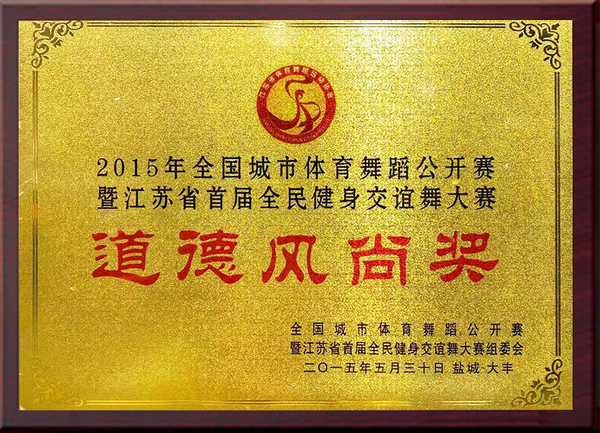 2015年全国城市体育舞蹈公开赛
暨江苏省首届全民健身交谊舞大赛
道德风尚奖
全国城市体育舞蹈公开赛
暨江苏省首届全民健身交谊舞大赛组委会
二〇一五年五月三十日 盐城·大丰